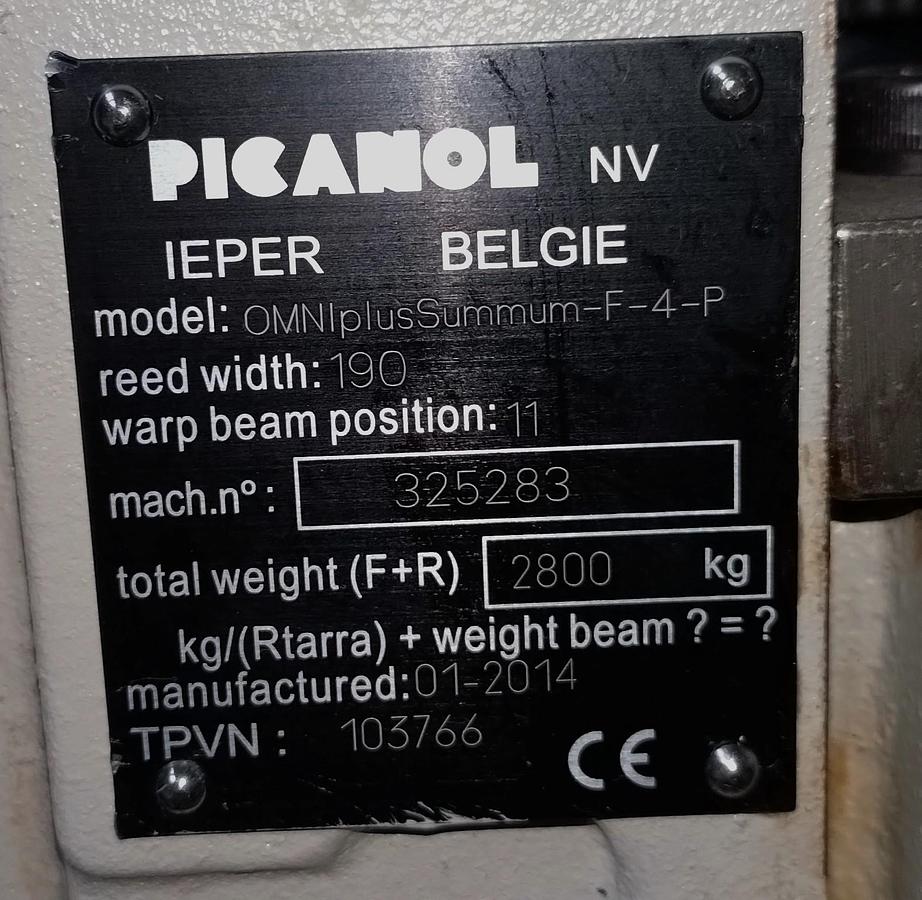 PICANOL NV
IEPER BELGIE
model: OMNIplusSummum-F-4-P
reed width: 190
warp beam position: 11
mach.nº: 325283
total weight (F+R) 2800 kg
kg/(Rtarra) + weight beam ? = ?
manufactured: 01-2014
TPVN : 103766
CE